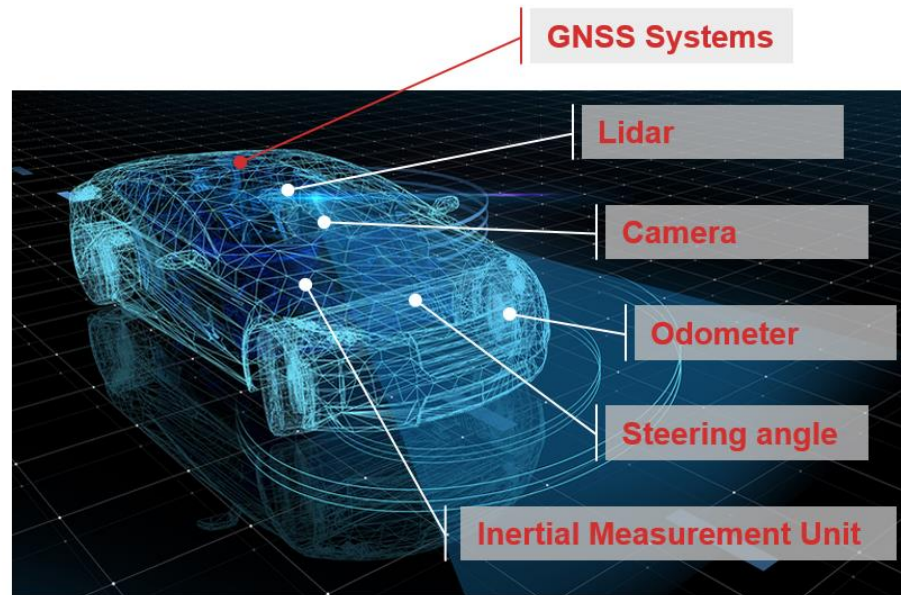 GNSS Systems
Lidar
Camera
Odometer
Steering angle
Inertial Measurement Unit